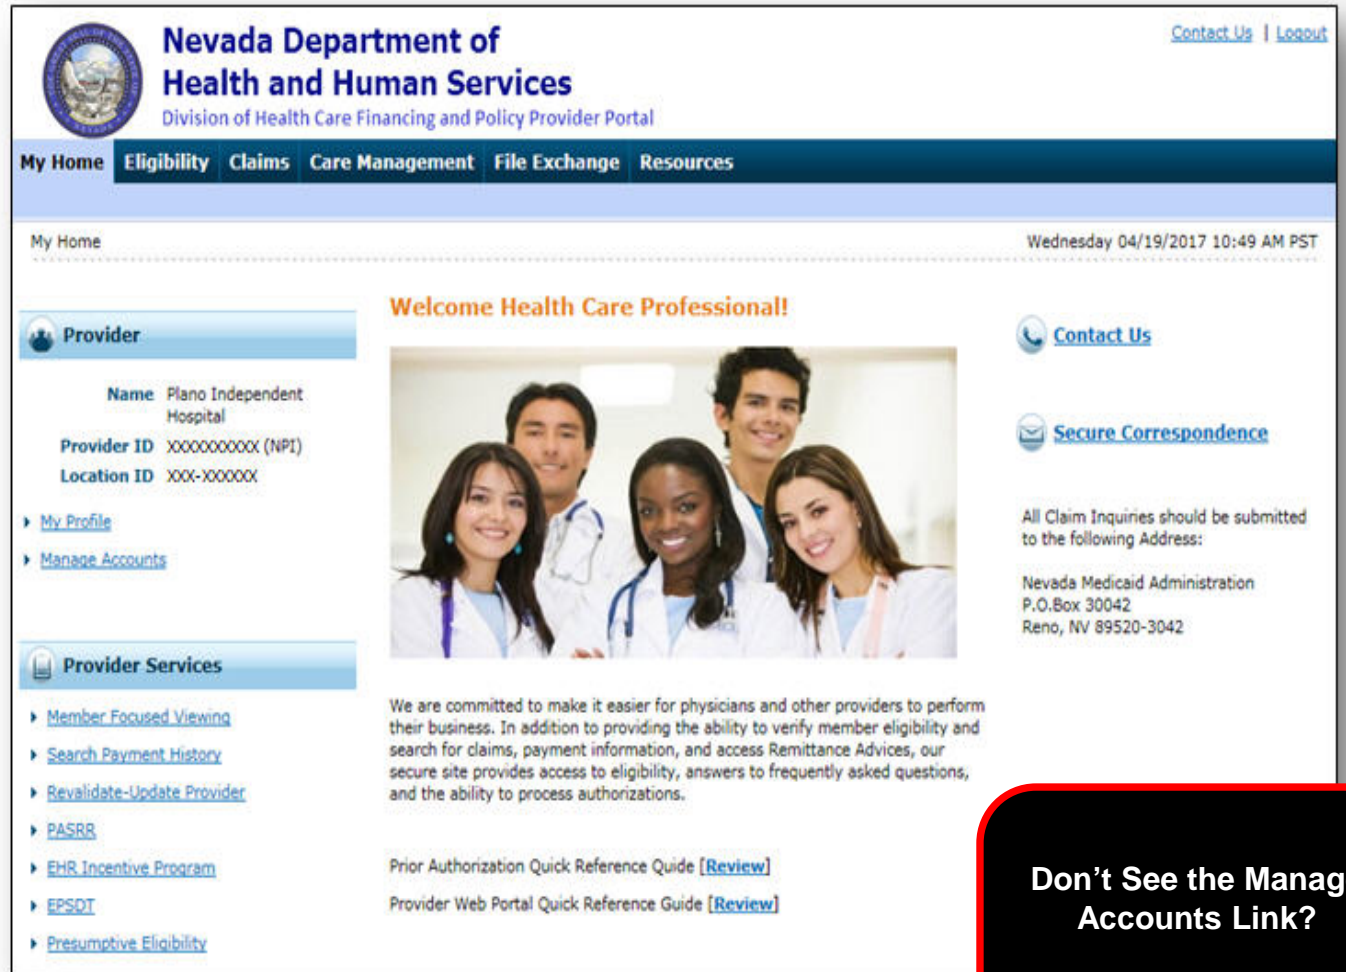 Nevada Department of
Health and Human Services
Division of Health Care Financing and Policy Provider Portal
Contact Us | Logout
My Home Eligibility Claims Care Management File Exchange Resources
My Home
Wednesday 04/19/2017 10:49 AM PST
Provider
Name Plano Independent
Hospital
Provider ID XXXXXXXXXX (NPI)
Location ID XXX-XXXXXX
My Profile
Manage Accounts
Provider Services
Member Focused Viewing
Search Payment History
Revalidate-Update Provider
PASRR
EHR Incentive Program
EPSDT
Presumptive Eligibility
Welcome Health Care Professional!
We are committed to make it easier for physicians and other providers to perform
their business. In addition to providing the ability to verify member eligibility and
search for claims, payment information, and access Remittance Advices, our
secure site provides access to eligibility, answers to frequently asked questions,
and the ability to process authorizations.
Prior Authorization Quick Reference Quide [Review]
Provider Web Portal Quick Reference Guide [Review]
Contact Us
Secure Correspondence
All Claim Inquiries should be submitted
to the following Address:
Nevada Medicaid Administration
P.O.Box 30042
Reno, NV 89520-3042
Don't See the Manag
Accounts Link?